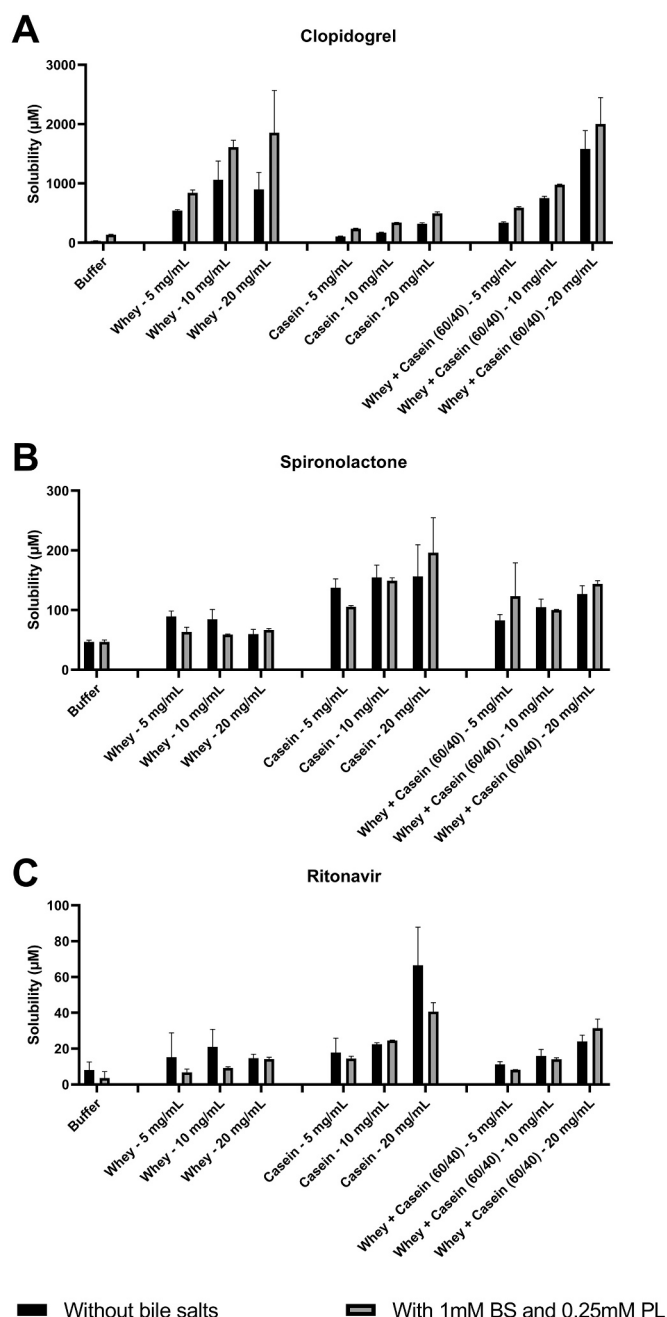 A
Clopidogrel
Solubility (µM)
3000
2000
1000
0
Buffer
Whey - 5 mg/mL
Whey - 10 mg/mL
Whey - 20 mg/mL
Casein - 5 mg/mL
Casein - 10 mg/mL
Casein - 20 mg/mL
Whey + Casein (60/40) - 5 mg/mL
Whey + Casein (60/40) - 10 mg/mL
Whey + Casein (60/40) - 20 mg/mL
B
Spironolactone
Solubility (µM)
300
200
100
0
Buffer
Whey - 5 mg/mL
Whey - 10 mg/mL
Whey - 20 mg/mL
Casein - 5 mg/mL
Casein - 10 mg/mL
Casein - 20 mg/mL
Whey + Casein (60/40) - 5 mg/mL
Whey + Casein (60/40) - 10 mg/mL
Whey + Casein (60/40) - 20 mg/mL
C
Ritonavir
Solubility (µM)
100
80
60
40
20
0
Buffer
Whey - 5 mg/mL
Whey - 10 mg/mL
Whey - 20 mg/mL
Casein - 5 mg/mL
Casein - 10 mg/mL
Casein - 20 mg/mL
Whey + Casein (60/40) - 5 mg/mL
Whey + Casein (60/40) - 10 mg/mL
Whey + Casein (60/40) - 20 mg/mL
Without bile salts
With 1mM BS and 0.25mM PL